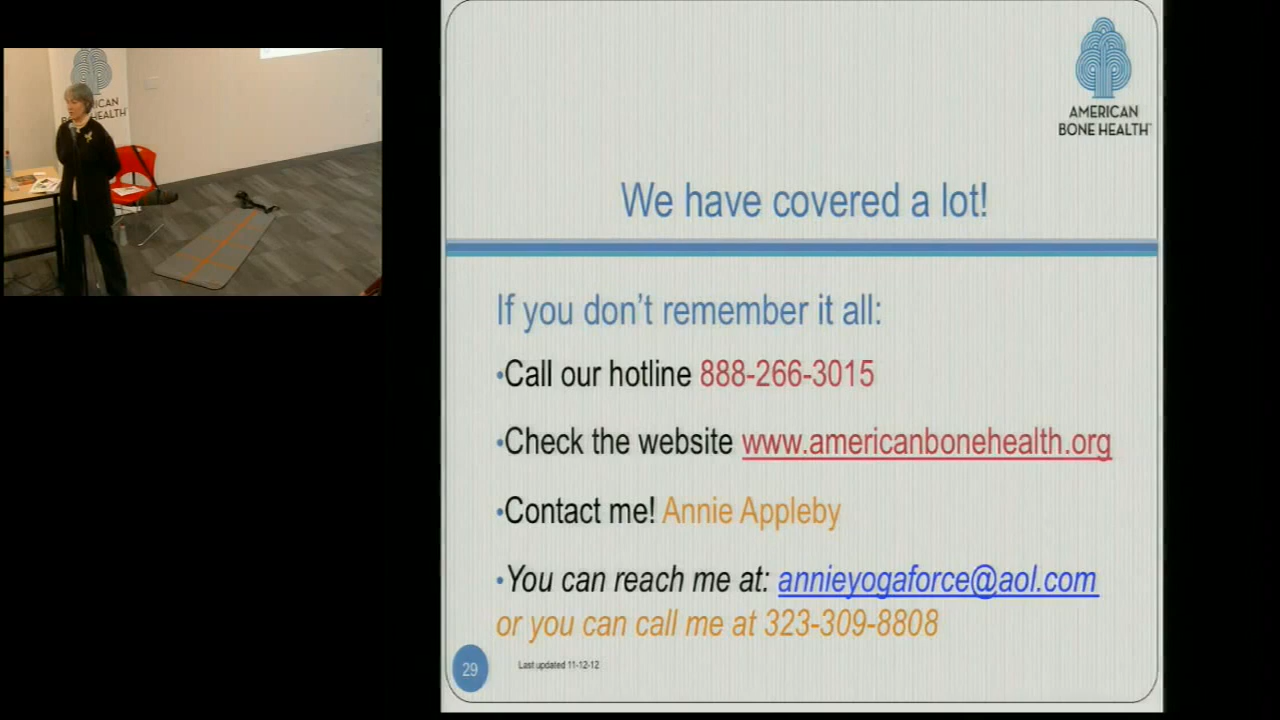 AMERICAN
BONE HEALTH
We have covered a lot!
If you don't remember it all:
•Call our hotline 888-266-3015
•Check the website www.americanbonehealth.org
•Contact me! Annie Appleby
•You can reach me at: annieyogaforce@aol.com
or you can call me at 323-309-8808
29
Last updated 11-12-12